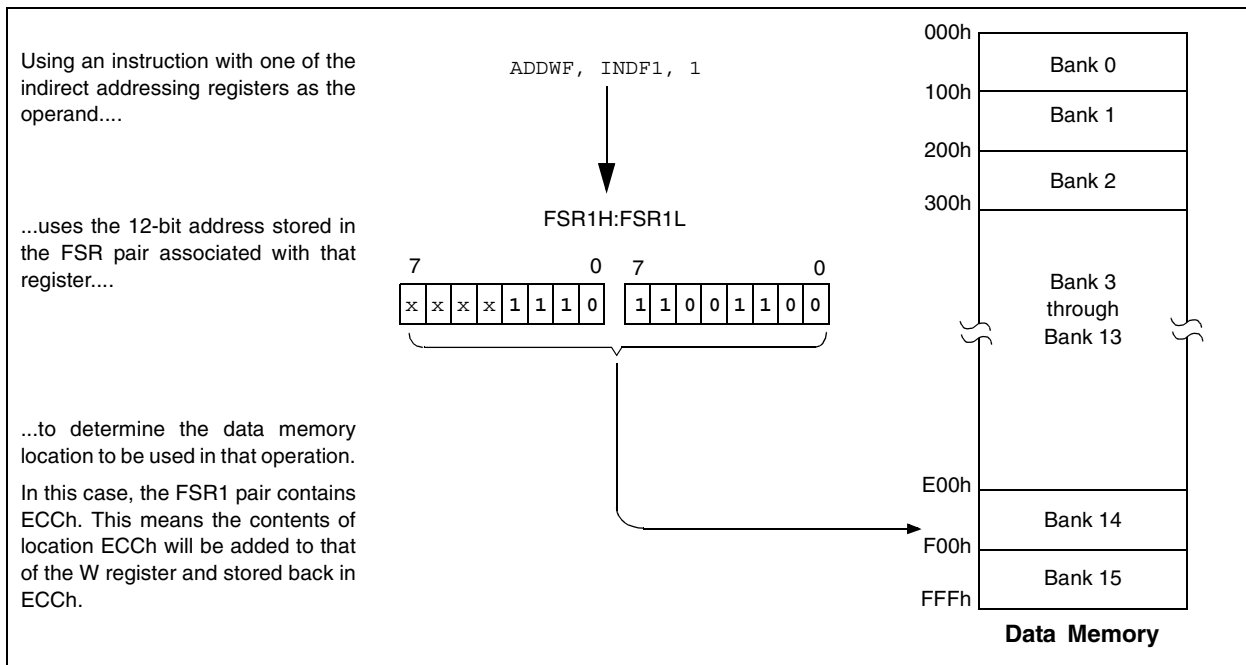 Using an instruction with one of the
indirect addressing registers as the
operand....
ADDWF, INDF1, 1
...uses the 12-bit address stored in
the FSR pair associated with that
register....
FSR1H:FSR1L
7 0 7 0
x x x x 1 1 1 0 1 1 0 0 1 1 0 0
...to determine the data memory
location to be used in that operation.
In this case, the FSR1 pair contains
ECCh. This means the contents of
location ECCh will be added to that
of the W register and stored back in
ECCh.
000h
Bank 0
100h
Bank 1
200h
Bank 2
300h
Bank 3
through
Bank 13
E00h
Bank 14
F00h
Bank 15
FFFh
Data Memory